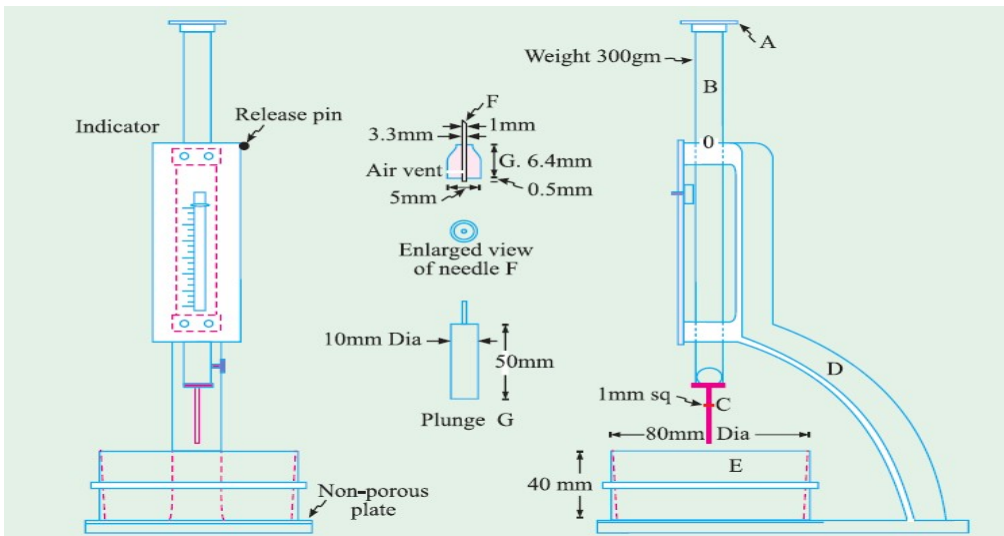 Indicator
Release pin
Non-porous
plate
F
1mm
3.3mm
G. 6.4mm
Air vent
0.5mm
5mm
Enlarged view
of needle F
10mm Dia
50mm
Plunge G
A
Weight 300gm
B
0
D
1mm sq
C
80mm Dia
E
40 mm